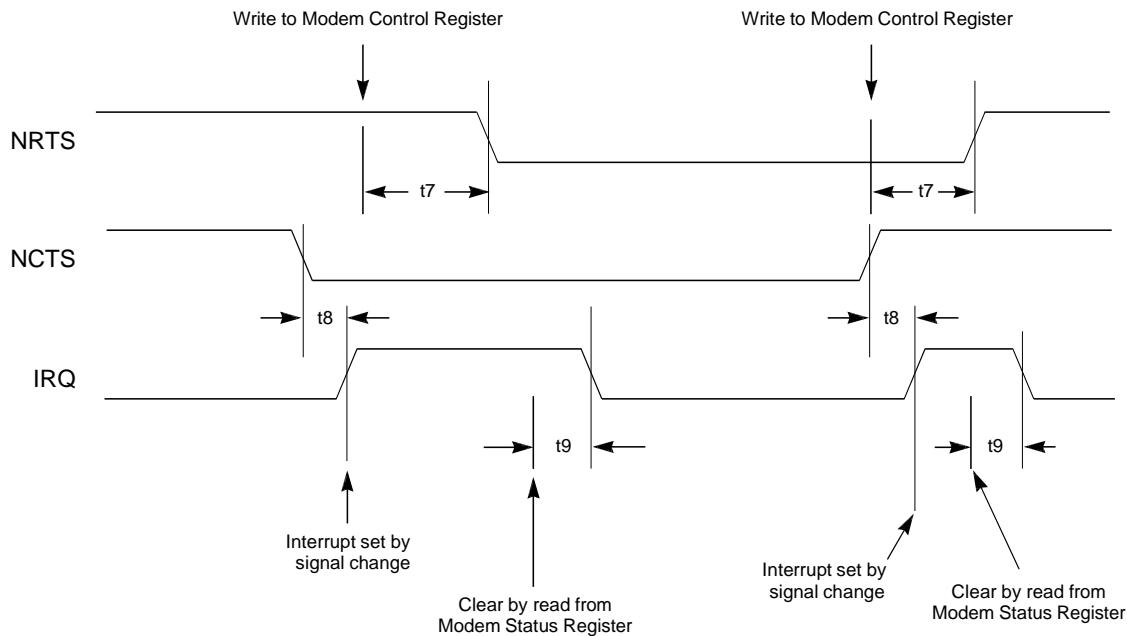 Write to Modem Control Register
Write to Modem Control Register
NRTS
t7
t7
NCTS
t8
t8
IRQ
t9
t9
Interrupt set by
signal change
Interrupt set by
signal change
Clear by read from
Modem Status Register
Clear by read from
Modem Status Register